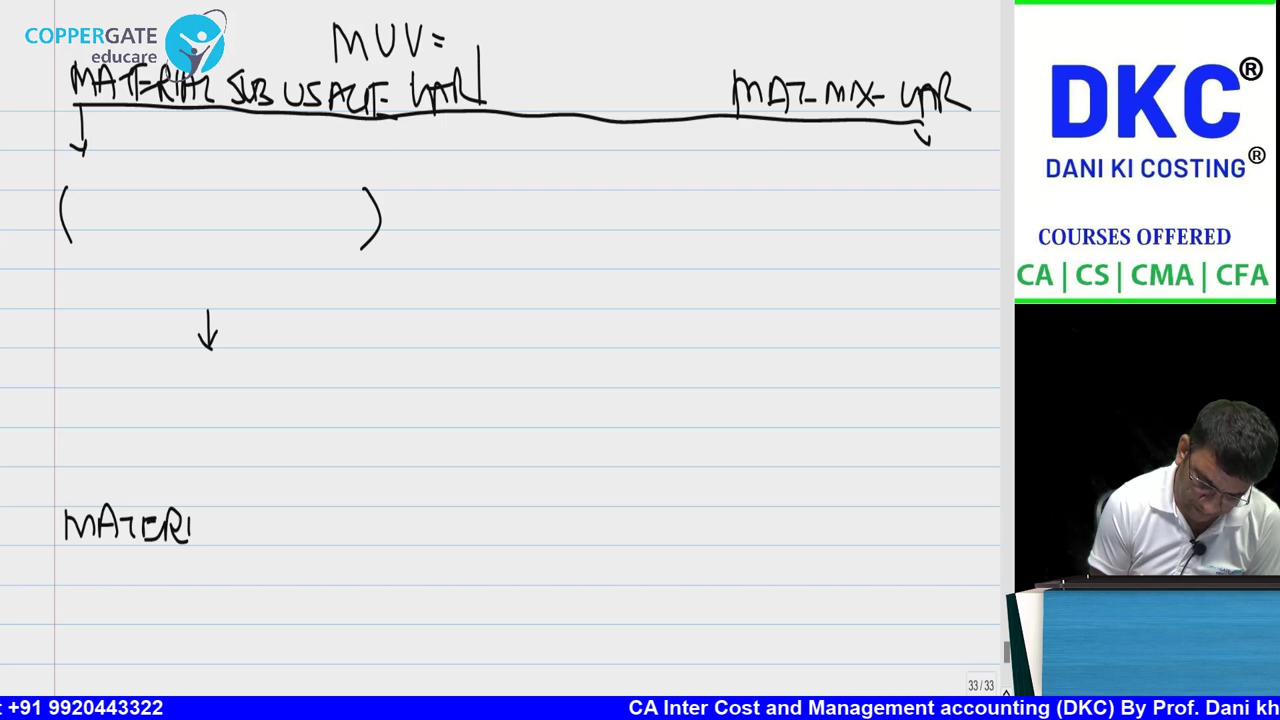 COPPERGATE
educare
MUV=
MATERIAL SUB USAGE VAR
MAT- MIX- VAR
(                    )
MATERI
33/33
DKC®
DANI KI COSTING®
COURSES OFFERED
CA | CS | CMA | CFA
+91 9920443322
CA Inter Cost and Management accounting (DKC) By Prof. Dani kh